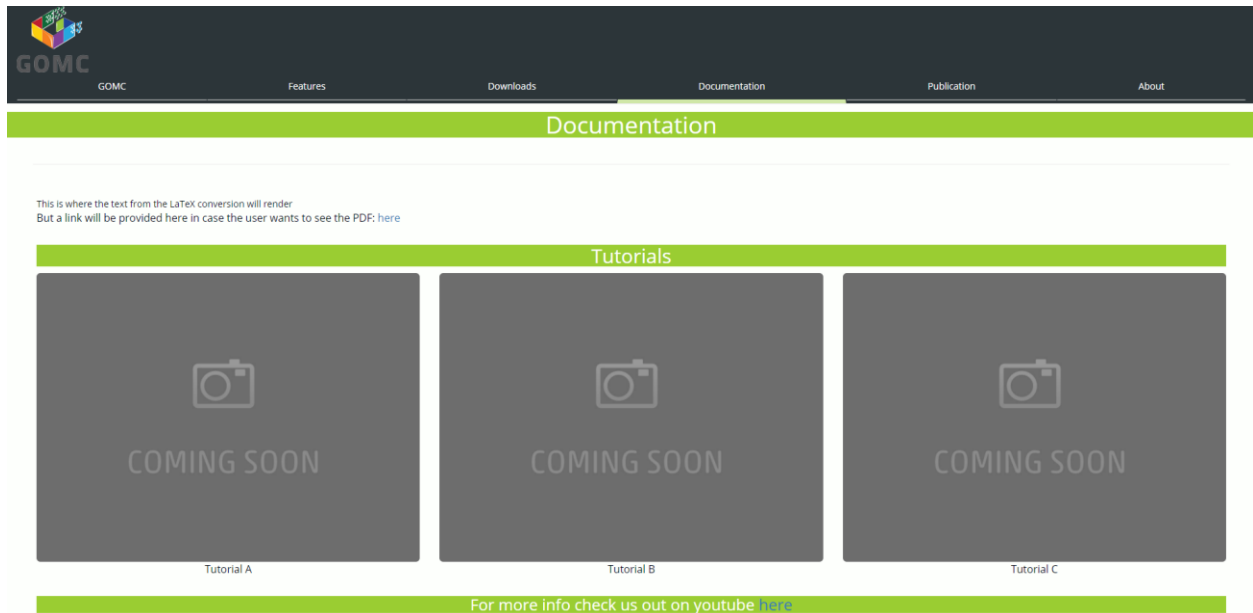 GOMC
GOMC Features Downloads Documentation Publication About
Documentation
This is where the text from the LaTeX conversion will render
But a link will be provided here in case the user wants to see the PDF: here
Tutorials
COMING SOON COMING SOON COMING SOON
Tutorial A Tutorial B Tutorial C
For more info check us out on youtube here